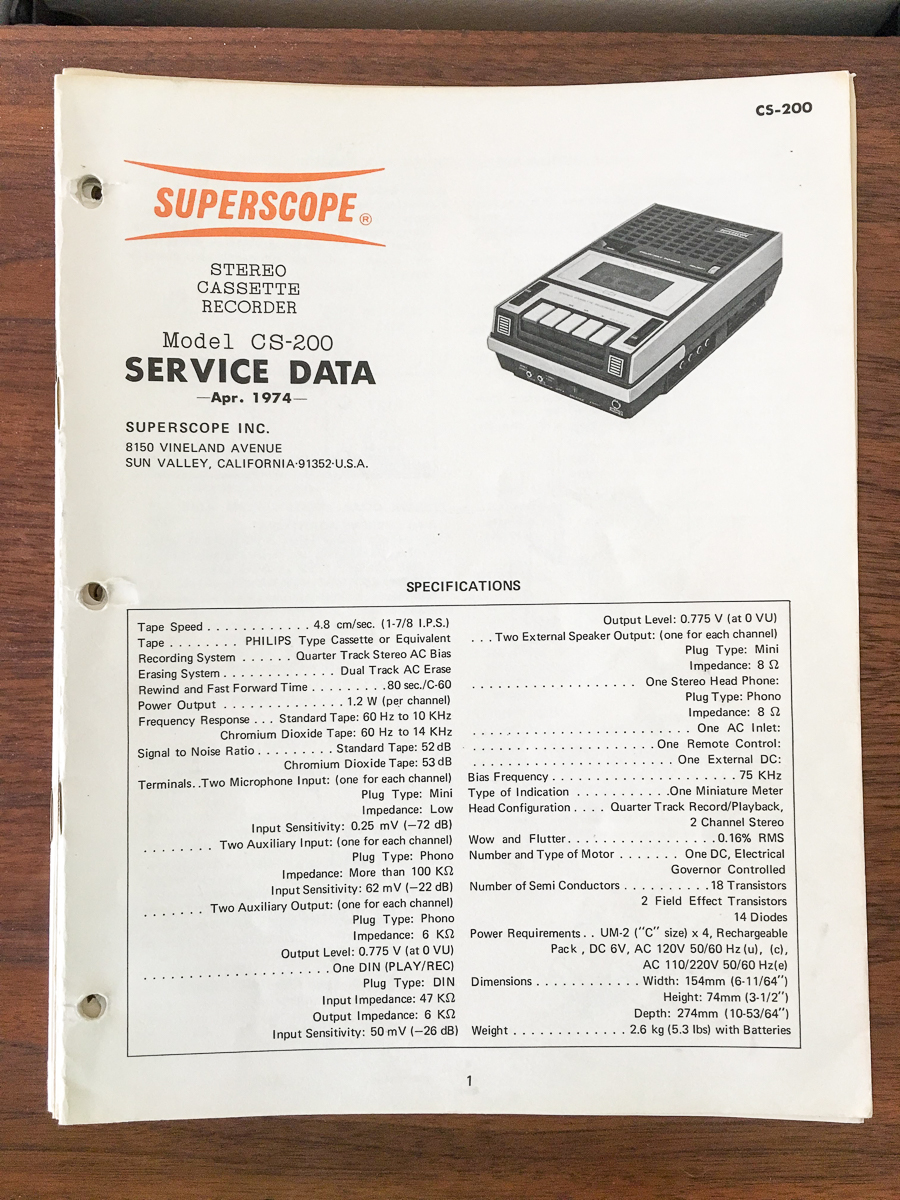 CS-200
SUPERSCOPE®
STEREO
CASSETTE
RECORDER
Model CS-200
SERVICE DATA
—Apr. 1974—
SUPERSCOPE INC.
8150 VINELAND AVENUE
SUN VALLEY, CALIFORNIA·91352·U.S.A.
SPECIFICATIONS
Tape Speed . . . . . . . . . . . . 4.8 cm/sec. (1-7/8 I.P.S.)
Tape . . . . . . . . PHILIPS Type Cassette or Equivalent
Recording System . . . . . . Quarter Track Stereo AC Bias
Erasing System . . . . . . . . . . . . . Dual Track AC Erase
Rewind and Fast Forward Time . . . . . . . . . 80 sec./C-60
Power Output . . . . . . . . . . . . . 1.2 W (per channel)
Frequency Response . . . Standard Tape: 60 Hz to 10 KHz
Chromium Dioxide Tape: 60 Hz to 14 KHz
Signal to Noise Ratio . . . . . . . . . Standard Tape: 52 dB
Chromium Dioxide Tape: 53 dB
Terminals. . Two Microphone Input: (one for each channel)
Plug Type: Mini
Impedance: Low
Input Sensitivity: 0.25 mV (−72 dB)
. . . . . . . . Two Auxiliary Input: (one for each channel)
Plug Type: Phono
Impedance: More than 100 KΩ
Input Sensitivity: 62 mV (−22 dB)
. . . . . . . Two Auxiliary Output: (one for each channel)
Plug Type: Phono
Impedance: 6 KΩ
Output Level: 0.775 V (at 0 VU)
. . . . . . . . . . . . . . . . . . . . . One DIN (PLAY/REC)
Plug Type: DIN
Input Impedance: 47 KΩ
Output Impedance: 6 KΩ
Input Sensitivity: 50 mV (−26 dB)
Output Level: 0.775 V (at 0 VU)
. . . Two External Speaker Output: (one for each channel)
Plug Type: Mini
Impedance: 8 Ω
. . . . . . . . . . . . . . . . . . One Stereo Head Phone:
Plug Type: Phono
Impedance: 8 Ω
. . . . . . . . . . . . . . . . . . . . . . . . One AC Inlet:
. . . . . . . . . . . . . . . . . . . . One Remote Control:
. . . . . . . . . . . . . . . . . . . . . . One External DC:
Bias Frequency . . . . . . . . . . . . . . . . . . . . 75 KHz
Type of Indication . . . . . . . . . . . One Miniature Meter
Head Configuration . . . . Quarter Track Record/Playback,
2 Channel Stereo
Wow and Flutter. . . . . . . . . . . . . . . . . 0.16% RMS
Number and Type of Motor . . . . . . . One DC, Electrical
Governor Controlled
Number of Semi Conductors . . . . . . . . . . 18 Transistors
2 Field Effect Transistors
14 Diodes
Power Requirements . . UM-2 ("C" size) x 4, Rechargeable
Pack , DC 6V, AC 120V 50/60 Hz (u), (c),
AC 110/220V 50/60 Hz(e)
Dimensions . . . . . . . . . . . . Width: 154mm (6-11/64")
Height: 74mm (3-1/2")
Depth: 274mm (10-53/64")
Weight . . . . . . . . . . . . . 2.6 kg (5.3 lbs) with Batteries
1